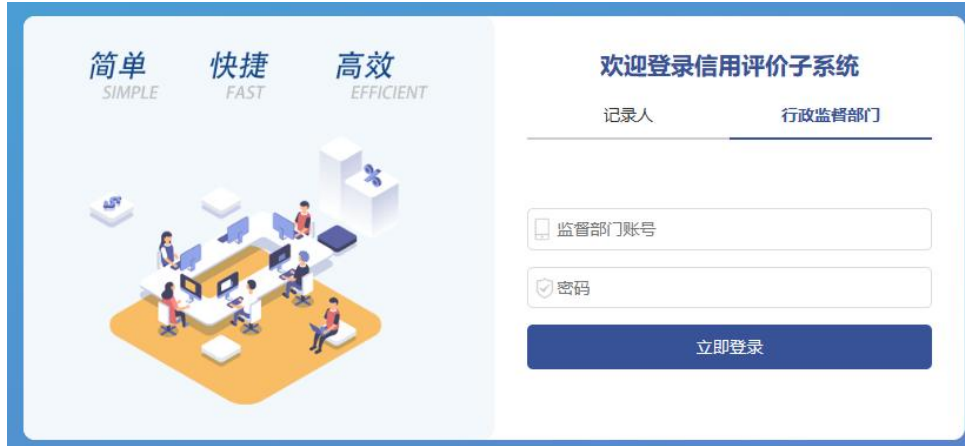 简单 快捷 高效
SIMPLE FAST EFFICIENT
欢迎登录信用评价子系统
记录人 行政监督部门
监督部门账号
密码
立即登录